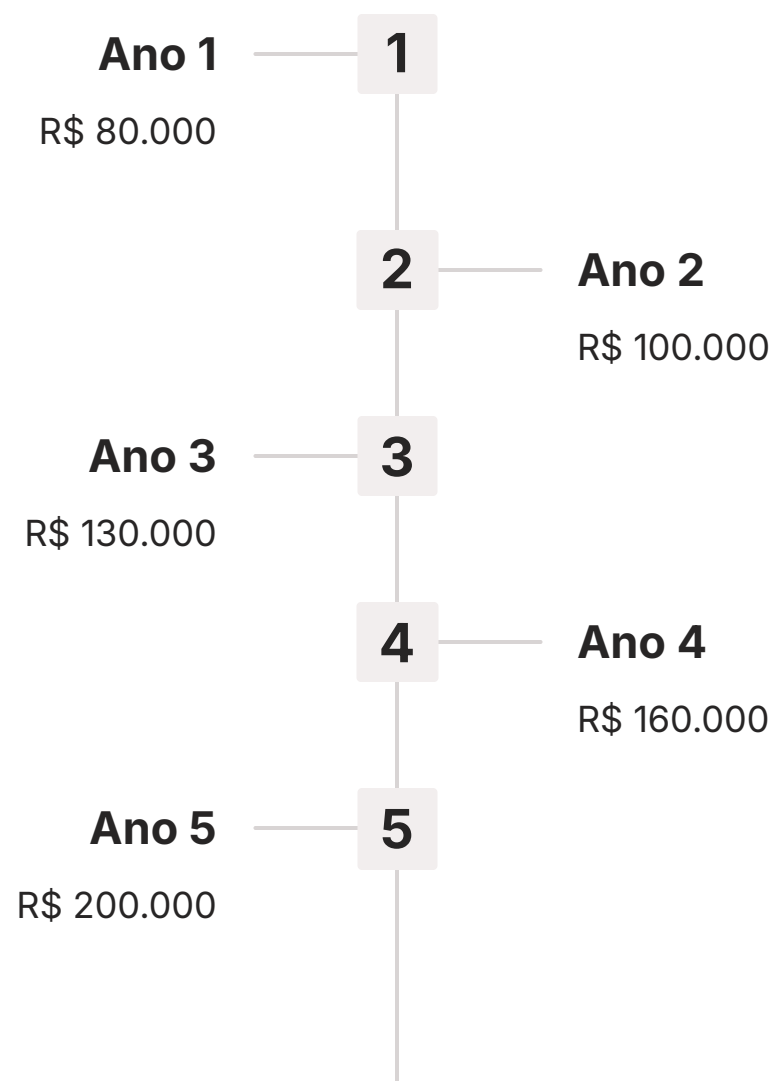 Ano 1
1
R$ 80.000
2
Ano 2
R$ 100.000
Ano 3
3
R$ 130.000
4
Ano 4
R$ 160.000
Ano 5
5
R$ 200.000